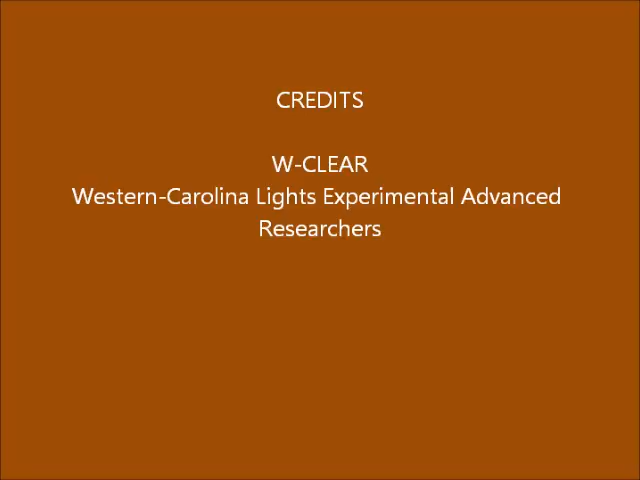 CREDITS
W-CLEAR
Western-Carolina Lights Experimental Advanced
Researchers